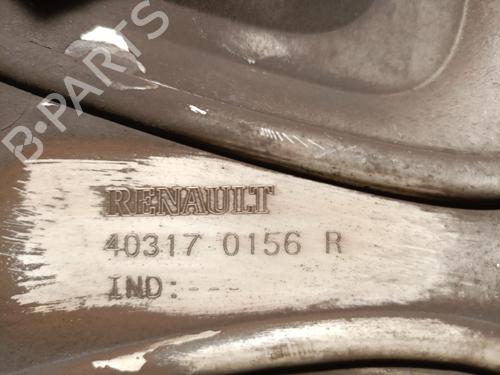 B-PARTS
RENAULT
40317 0156 R
IND:---